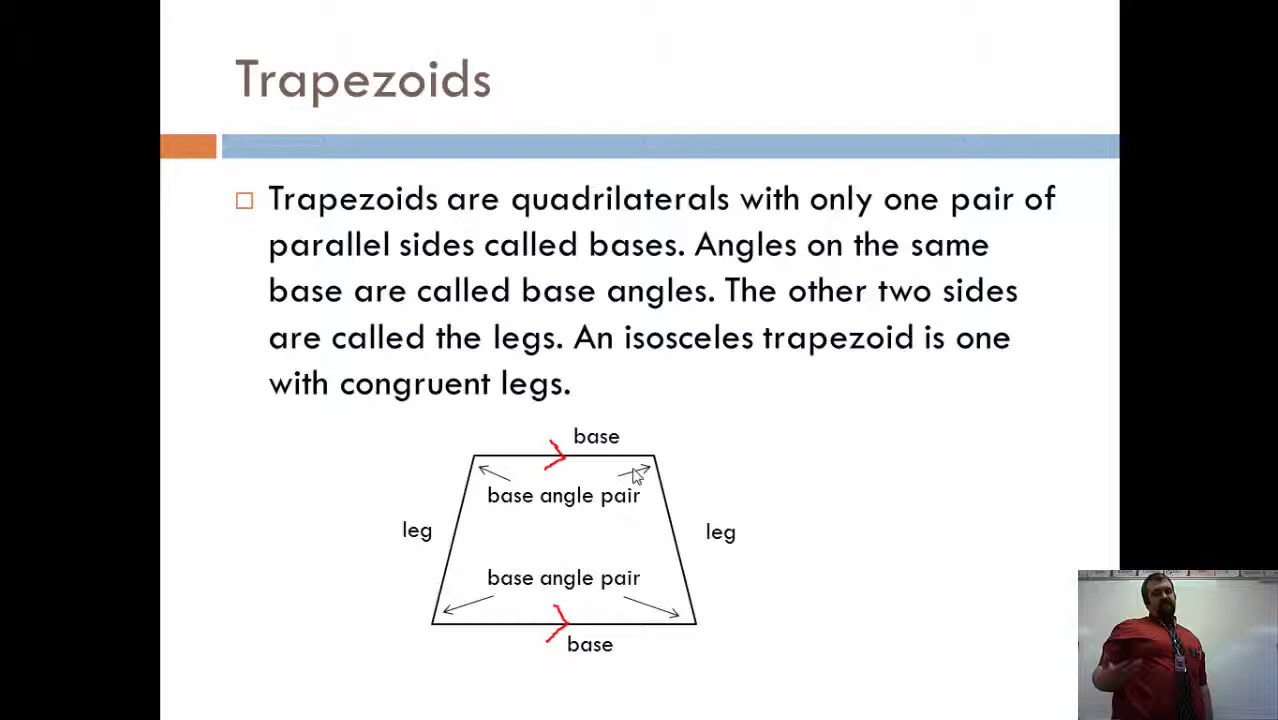 Trapezoids
Trapezoids are quadrilaterals with only one pair of
parallel sides called bases. Angles on the same
base are called base angles. The other two sides
are called the legs. An isosceles trapezoid is one
with congruent legs.
base
base angle pair
leg
leg
base angle pair
base